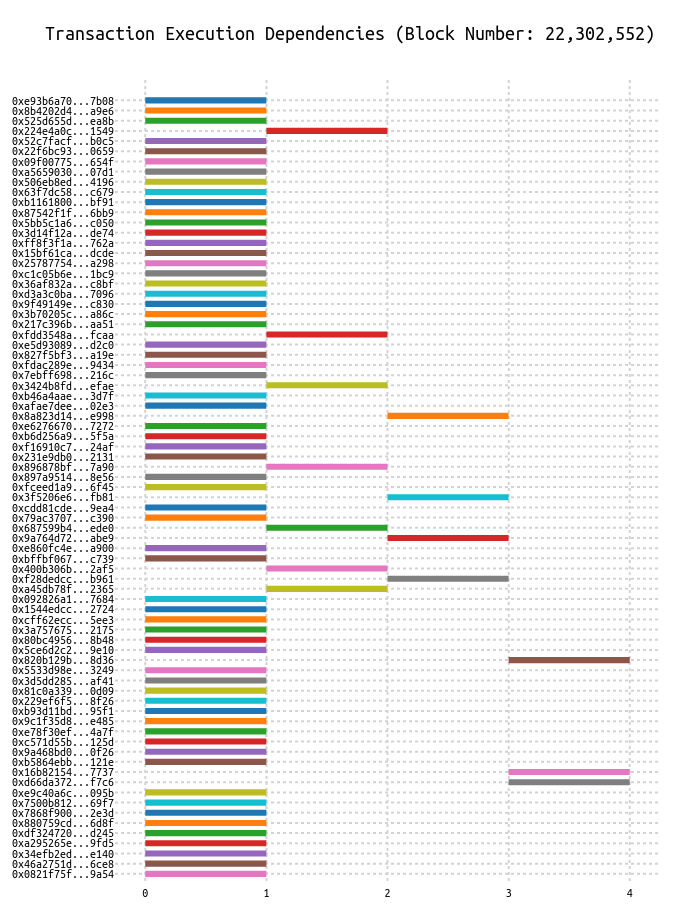 Transaction Execution Dependencies (Block Number: 22,302,552)
0xe93b6a70...7b08
0x8b4202d4...a9e6
0x525d655d...ea8b
0x224e4a0c...1549
0x52c7facf...b0c5
0x22f6bc93...0659
0x09f00775...654f
0xa5659030...07d1
0x506eb8ed...4196
0x63f7dc58...c679
0xb1161800...bf91
0x87542f1f...6bb9
0x5bb5c1a6...c050
0x3d14f12a...de74
0xff8f3f1a...762a
0x15bf61ca...dcde
0x25787754...a298
0xc1c05b6e...1bc9
0x36af832a...c8bf
0xd3a3c0ba...7096
0x9f49149e...c830
0x3b70205c...a86c
0x217c396b...aa51
0xfdd3548a...fcaa
0xe5d93089...d2c0
0x827f5bf3...a19e
0xfdac289e...9434
0x7ebff698...216c
0x3424b8fd...efae
0xb46a4aae...3d7f
0xafae7dee...02e3
0x8a823d14...e998
0xe6276670...7272
0xb6d256a9...5f5a
0xf16910c7...24af
0x231e9db0...2131
0x896878bf...7a90
0x897a9514...8e56
0xfceed1a9...6f45
0x3f5206e6...fb81
0xcdd81cde...9ea4
0x79ac3707...c390
0x687599b4...ede0
0x9a764d72...abe9
0xe860fc4e...a900
0xbffbf067...c739
0x400b306b...2af5
0xf28dedcc...b961
0xa45db78f...2365
0x092826a1...7684
0x1544edcc...2724
0xcff62ecc...5ee3
0x3a757675...2175
0x80bc4956...8b48
0x5ce6d2c2...9e10
0x820b129b...8d36
0x5533d98e...3249
0x3d5dd285...af41
0x81c0a339...0d09
0x229ef6f5...8f26
0xb93d11bd...95f1
0x9c1f35d8...e485
0xe78f30ef...4a7f
0xc571d55b...125d
0x9a468bd0...0f26
0xb5864ebb...121e
0x16b82154...7737
0xd66da372...f7c6
0xe9c40a6c...095b
0x7500b812...69f7
0x7868f900...2e3d
0x880759cd...6d8f
0xdf324720...d245
0xa295265e...9fd5
0x34efb2ed...e140
0x46a2751d...6ce8
0x0821f75f...9a54
0 1 2 3 4